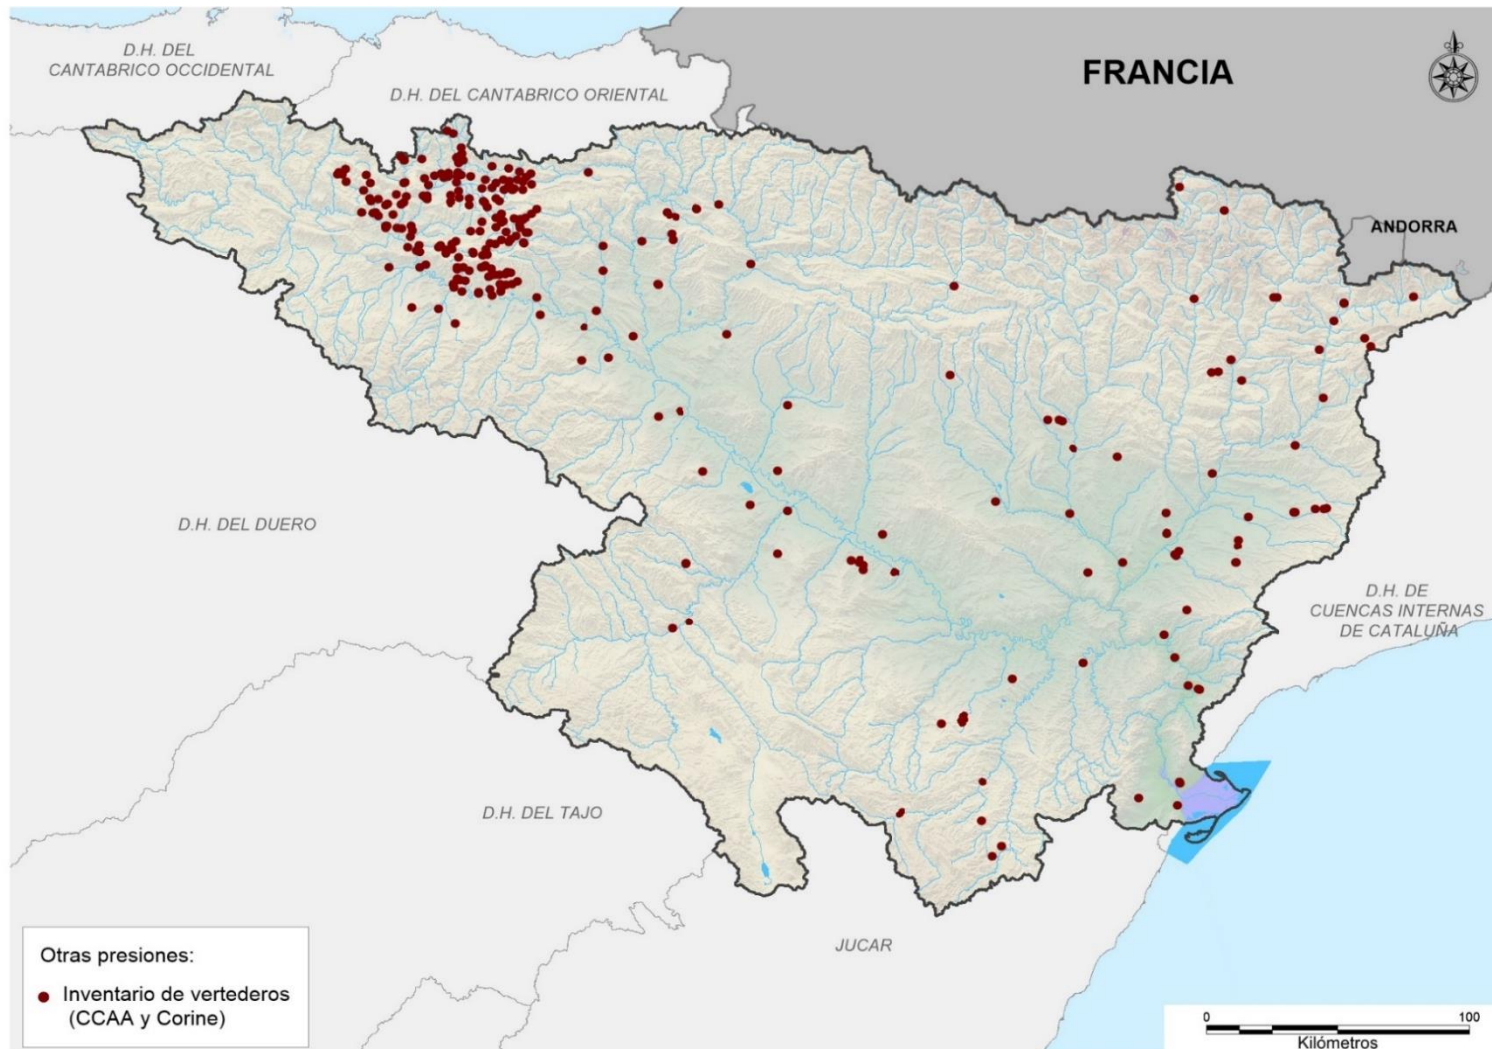 D.H. DEL
CANTABRICO OCCIDENTAL
D.H. DEL CANTABRICO ORIENTAL
FRANCIA
ANDORRA
D.H. DEL DUERO
D.H. DE
CUENCAS INTERNAS
DE CATALUÑA
D.H. DEL TAJO
JUCAR
Otras presiones:
Inventario de vertederos
(CCAA y Corine)
0 100
Kilómetros